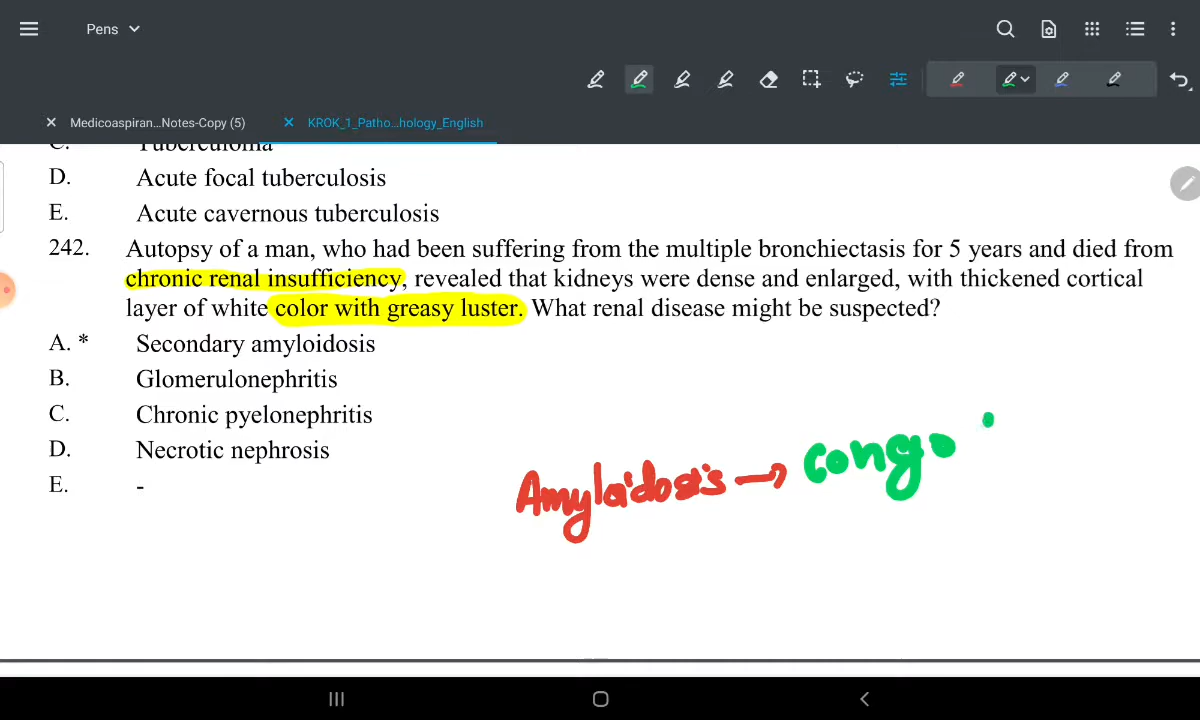 Pens
Medicoaspiran...Notes-Copy (5)
KROK_1_Patho...hology_English
C. Tuberculoma
D. Acute focal tuberculosis
E. Acute cavernous tuberculosis
242. Autopsy of a man, who had been suffering from the multiple bronchiectasis for 5 years and died from
chronic renal insufficiency, revealed that kidneys were dense and enlarged, with thickened cortical
layer of white color with greasy luster. What renal disease might be suspected?
A. * Secondary amyloidosis
B. Glomerulonephritis
C. Chronic pyelonephritis
D. Necrotic nephrosis
E. -
Amyloidosis → Congo